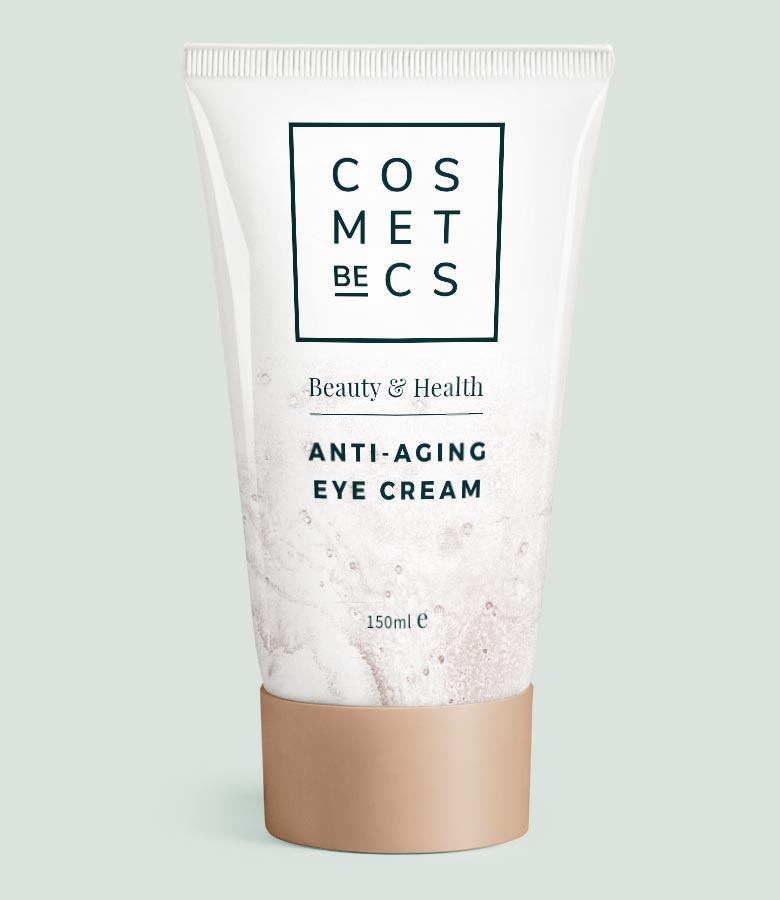 COS
MET
BE CS
Beauty & Health
ANTI-AGING
EYE CREAM
150ml e